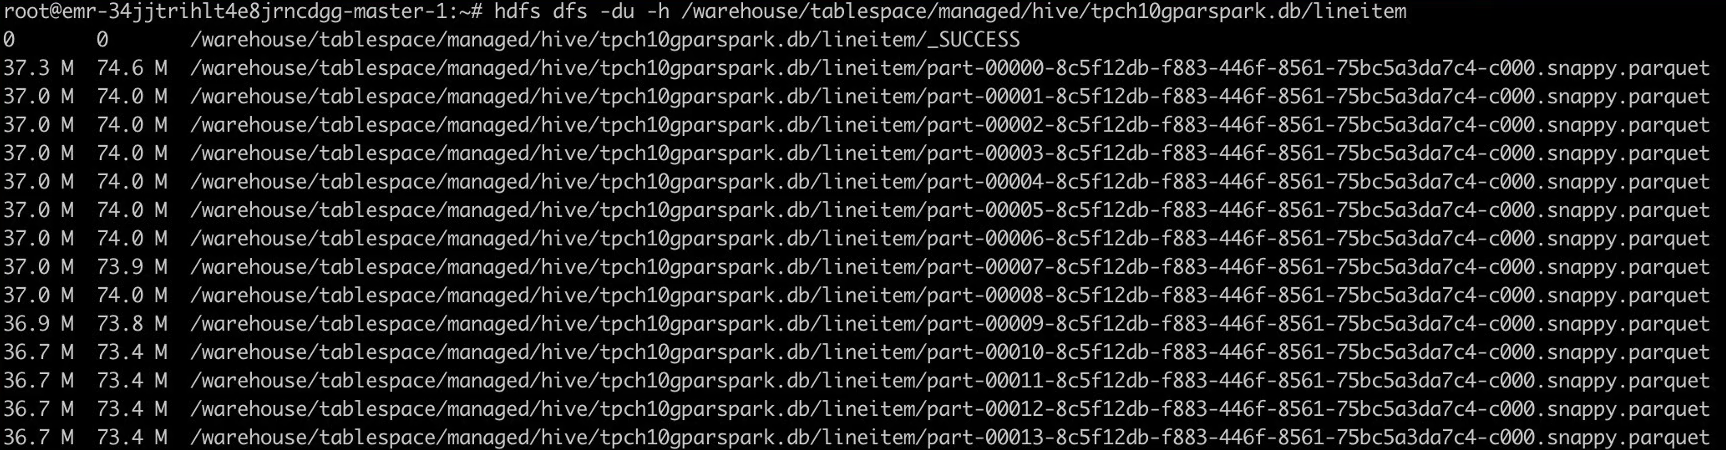 root@emr-34jjtrihlt4e8jrncdgg-master-1:~# hdfs dfs -du -h /warehouse/tablespace/managed/hive/tpch10gparspark.db/lineitem
0 0 /warehouse/tablespace/managed/hive/tpch10gparspark.db/lineitem/_SUCCESS
37.3 M 74.6 M /warehouse/tablespace/managed/hive/tpch10gparspark.db/lineitem/part-00000-8c5f12db-f883-446f-8561-75bc5a3da7c4-c000.snappy.parquet
37.0 M 74.0 M /warehouse/tablespace/managed/hive/tpch10gparspark.db/lineitem/part-00001-8c5f12db-f883-446f-8561-75bc5a3da7c4-c000.snappy.parquet
37.0 M 74.0 M /warehouse/tablespace/managed/hive/tpch10gparspark.db/lineitem/part-00002-8c5f12db-f883-446f-8561-75bc5a3da7c4-c000.snappy.parquet
37.0 M 74.0 M /warehouse/tablespace/managed/hive/tpch10gparspark.db/lineitem/part-00003-8c5f12db-f883-446f-8561-75bc5a3da7c4-c000.snappy.parquet
37.0 M 74.0 M /warehouse/tablespace/managed/hive/tpch10gparspark.db/lineitem/part-00004-8c5f12db-f883-446f-8561-75bc5a3da7c4-c000.snappy.parquet
37.0 M 74.0 M /warehouse/tablespace/managed/hive/tpch10gparspark.db/lineitem/part-00005-8c5f12db-f883-446f-8561-75bc5a3da7c4-c000.snappy.parquet
37.0 M 74.0 M /warehouse/tablespace/managed/hive/tpch10gparspark.db/lineitem/part-00006-8c5f12db-f883-446f-8561-75bc5a3da7c4-c000.snappy.parquet
37.0 M 73.9 M /warehouse/tablespace/managed/hive/tpch10gparspark.db/lineitem/part-00007-8c5f12db-f883-446f-8561-75bc5a3da7c4-c000.snappy.parquet
37.0 M 74.0 M /warehouse/tablespace/managed/hive/tpch10gparspark.db/lineitem/part-00008-8c5f12db-f883-446f-8561-75bc5a3da7c4-c000.snappy.parquet
36.9 M 73.8 M /warehouse/tablespace/managed/hive/tpch10gparspark.db/lineitem/part-00009-8c5f12db-f883-446f-8561-75bc5a3da7c4-c000.snappy.parquet
36.7 M 73.4 M /warehouse/tablespace/managed/hive/tpch10gparspark.db/lineitem/part-00010-8c5f12db-f883-446f-8561-75bc5a3da7c4-c000.snappy.parquet
36.7 M 73.4 M /warehouse/tablespace/managed/hive/tpch10gparspark.db/lineitem/part-00011-8c5f12db-f883-446f-8561-75bc5a3da7c4-c000.snappy.parquet
36.7 M 73.4 M /warehouse/tablespace/managed/hive/tpch10gparspark.db/lineitem/part-00012-8c5f12db-f883-446f-8561-75bc5a3da7c4-c000.snappy.parquet
36.7 M 73.4 M /warehouse/tablespace/managed/hive/tpch10gparspark.db/lineitem/part-00013-8c5f12db-f883-446f-8561-75bc5a3da7c4-c000.snappy.parquet